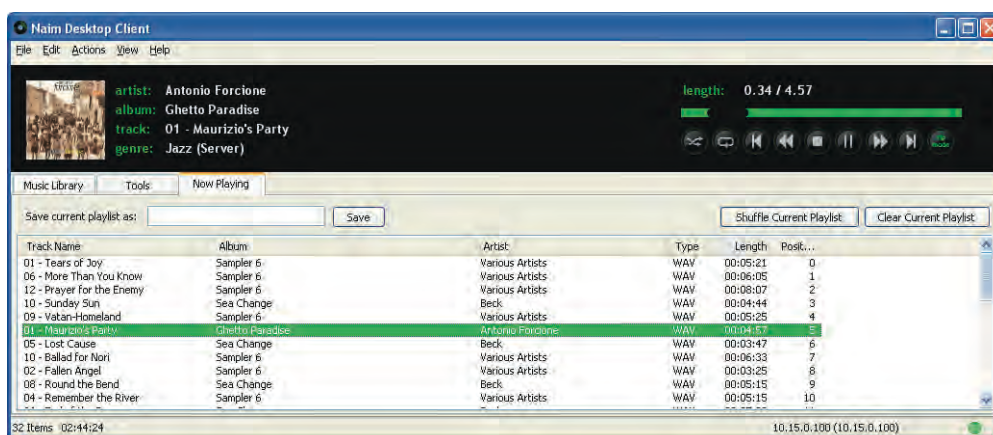 Naim Desktop Client
File Edit Actions View Help
artist: Antonio Forcione
album: Ghetto Paradise
track: 01 - Maurizio's Party
genre: Jazz (Server)
length: 0.34 / 4.57
Music Library Tools Now Playing
Save current playlist as: Save Shuffle Current Playlist Clear Current Playlist
Track Name Album Artist Type Length Posit...
01 - Tears of Joy Sampler 6 Various Artists WAV 00:05:21 0
06 - More Than You Know Sampler 6 Various Artists WAV 00:06:05 1
12 - Prayer for the Enemy Sampler 6 Various Artists WAV 00:08:07 2
10 - Sunday Sun Sea Change Beck WAV 00:04:44 3
09 - Vatan-Homeland Sampler 6 Various Artists WAV 00:05:25 4
01 - Maurizio's Party Ghetto Paradise Antonio Forcione WAV 00:04:57 5
05 - Lost Cause Sea Change Beck WAV 00:03:47 6
10 - Ballad for Nori Sampler 6 Various Artists WAV 00:06:33 7
02 - Fallen Angel Sampler 6 Various Artists WAV 00:03:25 8
08 - Round the Bend Sea Change Beck WAV 00:05:15 9
04 - Remember the River Sampler 6 Various Artists WAV 00:05:15 10
32 Items 02:44:24 10.15.0.100 (10.15.0.100)